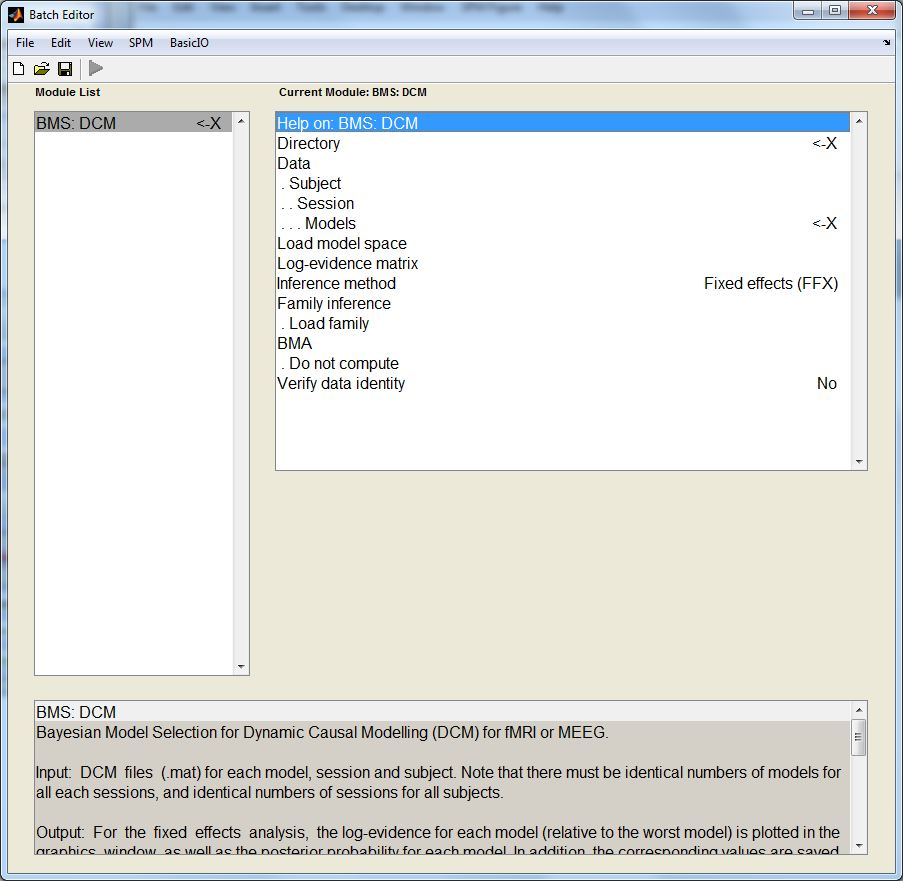 Batch Editor
File Edit View SPM BasicIO
Module List
Current Module: BMS: DCM
BMS: DCM <-X
Help on: BMS: DCM
Directory <-X
Data
. Subject
. . Session
. . . Models <-X
Load model space
Log-evidence matrix
Inference method Fixed effects (FFX)
Family inference
. Load family
BMA
. Do not compute
Verify data identity No
BMS: DCM
Bayesian Model Selection for Dynamic Causal Modelling (DCM) for fMRI or MEEG.
Input: DCM files (.mat) for each model, session and subject. Note that there must be identical numbers of models for
all each sessions, and identical numbers of sessions for all subjects.
Output: For the fixed effects analysis, the log-evidence for each model (relative to the worst model) is plotted in the
graphics window, as well as the posterior probability for each model. In addition, the corresponding values are saved